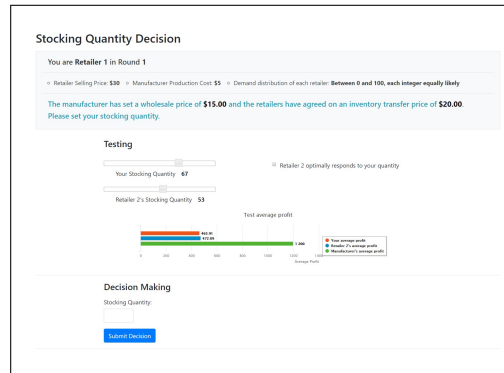 Stocking Quantity Decision
You are Retailer 1 in Round 1
Retailer Selling Price: $30 Manufacturer Production Cost: $5 Demand distribution of each retailer: Between 0 and 100, each integer equally likely
The manufacturer has set a wholesale price of $15.00 and the retailers have agreed on an inventory transfer price of $20.00.
Please set your stocking quantity.
Testing
Retailer 2 optimally responds to your quantity
Your Stocking Quantity 67
Retailer 2's Stocking Quantity 53
Test average profit
472.09
1 200
Your average profit
Retailer 2's average profit
Manufacturer's average profit
0 200 400 600 800 1000 1200 1400
Average Profit
Decision Making
Stocking Quantity:
Submit Decision